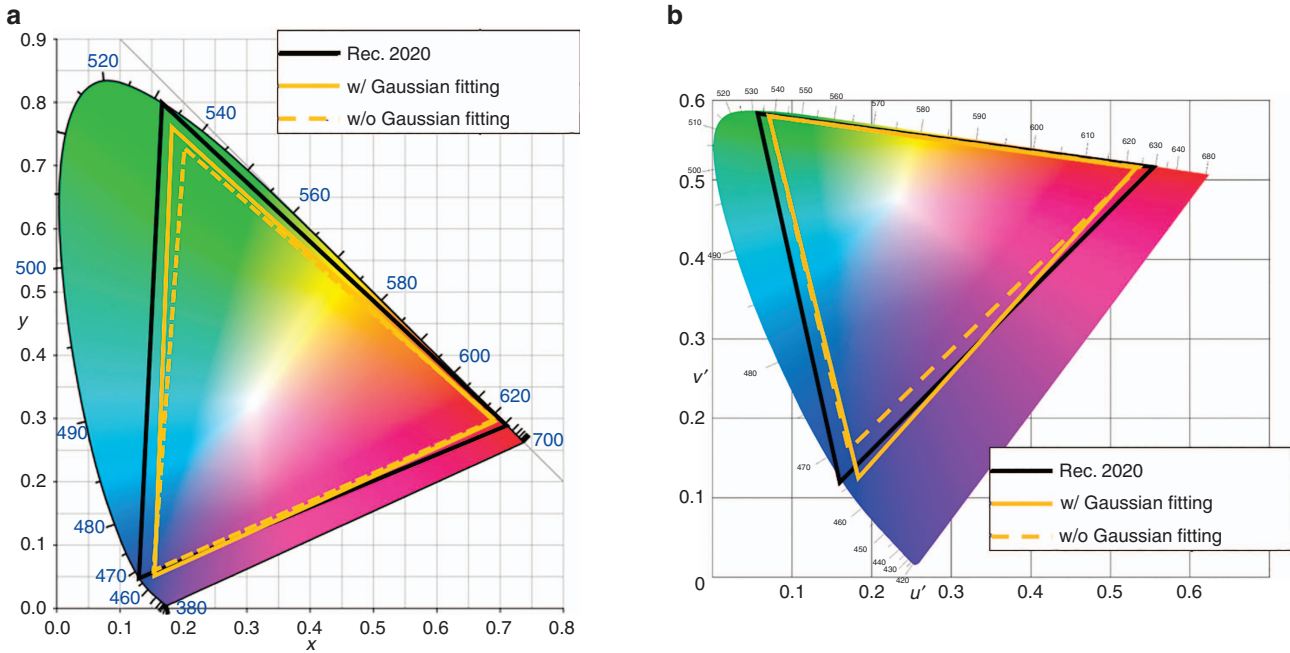 a
0.9
0.8
0.7
0.6
0.5
y
0.4
0.3
0.2
0.1
0.0
0.0 0.1 0.2 0.3 0.4 0.5 0.6 0.7 0.8
x
520
540
560
580
600
620
700
500
490
480
470
460
380
Rec. 2020
w/ Gaussian fitting
w/o Gaussian fitting
b
0.6
0.5
0.4
0.3
v′
0.2
0.1
0
0.1 0.2 u′ 0.3 0.4 0.5 0.6
520 530 540 550 560 570 580 590 600 610 620 630 640 680
510
500
490
480
470
460
450
440
430
420
Rec. 2020
w/ Gaussian fitting
w/o Gaussian fitting